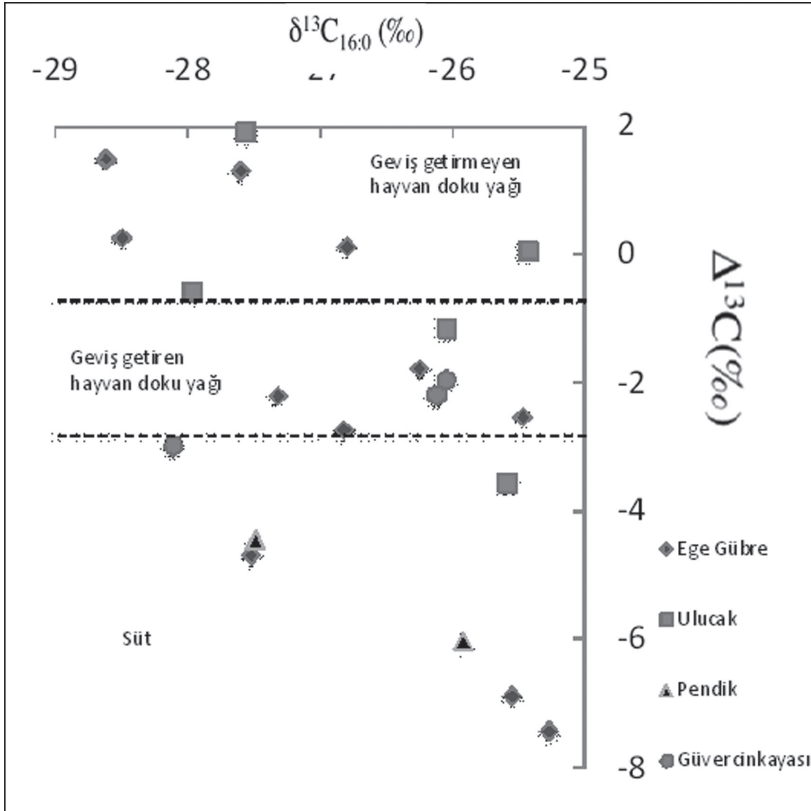 δ¹³C₁₆:₀ (‰)
-29 -28 -26 -25
2
Geviş getirmeyen
hayvan doku yağı
0
Δ¹³C(‰)
Geviş getiren
hayvan doku yağı
-2
-4
Ege Gübre
Ulucak
Süt
-6
Pendik
Güvercinkayası
-8